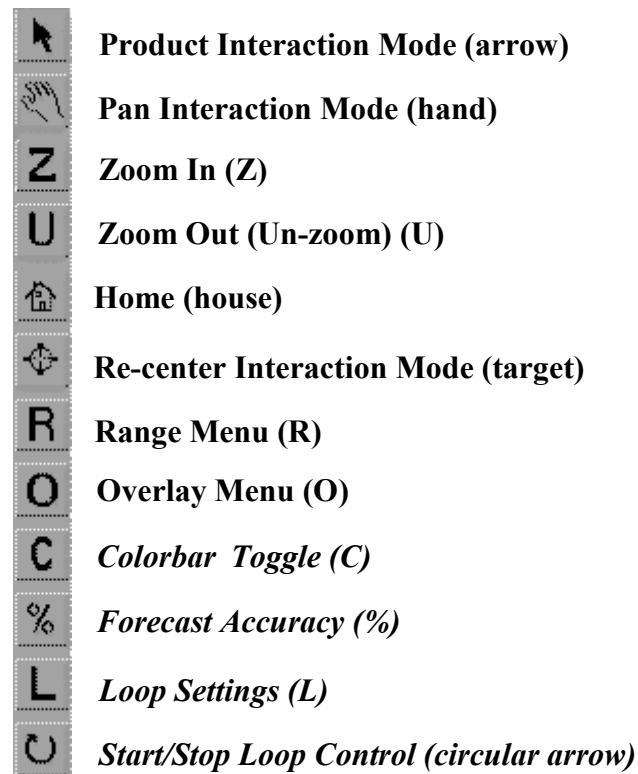 Product Interaction Mode (arrow)
Pan Interaction Mode (hand)
Z Zoom In (Z)
U Zoom Out (Un-zoom) (U)
Home (house)
Re-center Interaction Mode (target)
R Range Menu (R)
O Overlay Menu (O)
C Colorbar Toggle (C)
% Forecast Accuracy (%)
L Loop Settings (L)
Start/Stop Loop Control (circular arrow)